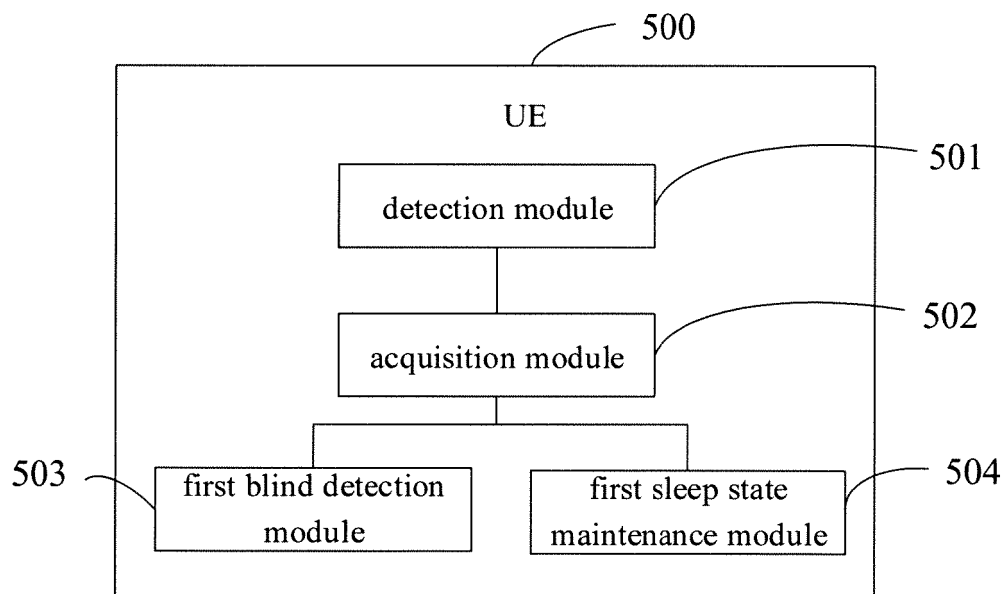 500
UE
501
detection module
502
acquisition module
503
first blind detection
module
504
first sleep state
maintenance module